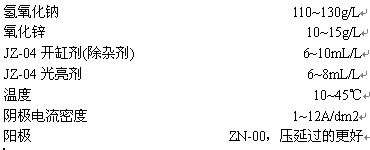 氢氧化钠 110~130g/L
氧化锌 10~15g/L
JZ-04 开缸剂(除杂剂) 6~10mL/L
JZ-04 光亮剂 6~8mL/L
温度 10~45℃
阴极电流密度 1~12A/dm2
阳极 ZN-00，压延过的更好